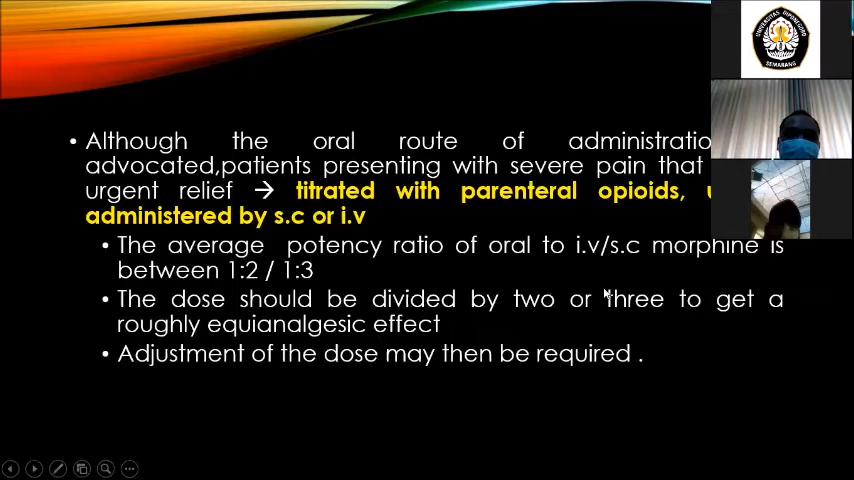 • Although the oral route of administratio
advocated,patients presenting with severe pain that
urgent relief → titrated with parenteral opioids, u
administered by s.c or i.v
• The average potency ratio of oral to i.v/s.c morphine is
between 1:2 / 1:3
• The dose should be divided by two or three to get a
roughly equianalgesic effect
• Adjustment of the dose may then be required .
UNIVERSITAS DIPONEGORO
SEMARANG